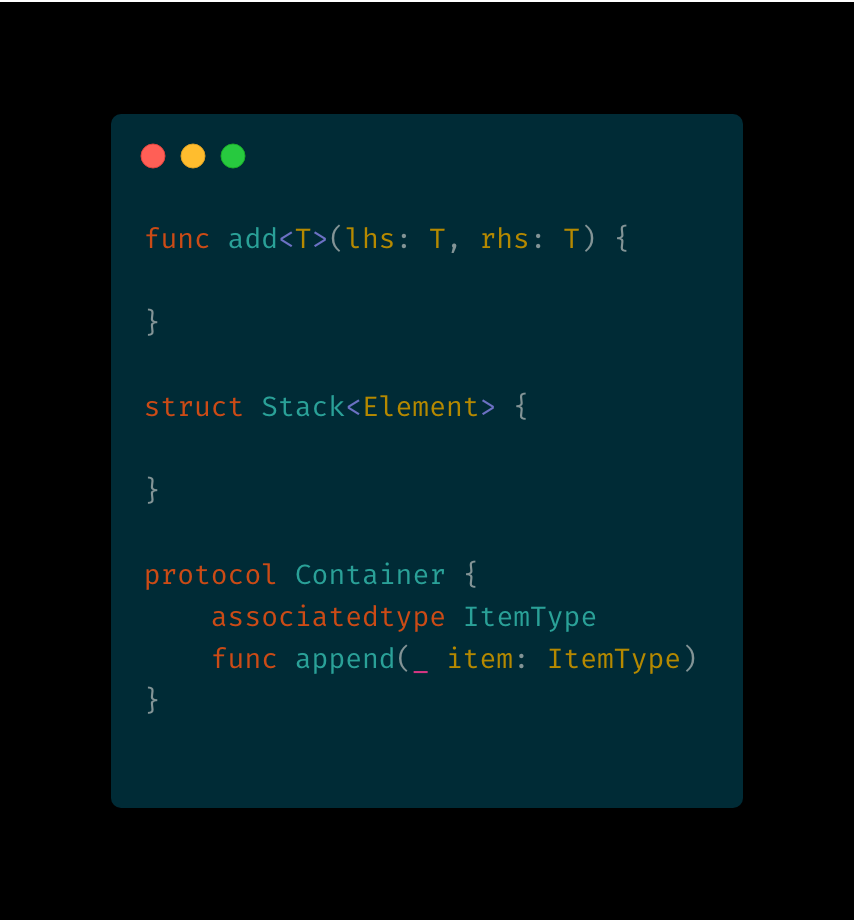 func add<T>(lhs: T, rhs: T) {
}
struct Stack<Element> {
}
protocol Container {
    associatedtype ItemType
    func append(_ item: ItemType)
}